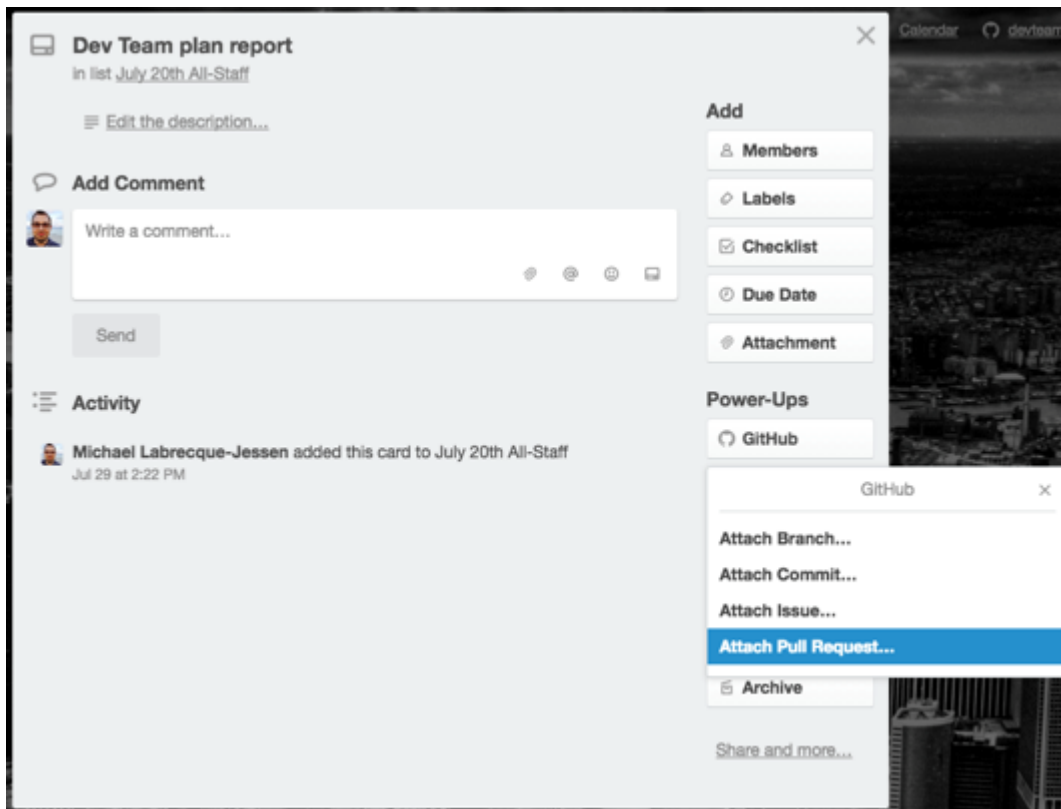 Dev Team plan report
in list July 20th All-Staff
Edit the description...
Add Comment
Write a comment...
Send
Activity
Michael Labrecque-Jessen added this card to July 20th All-Staff
Jul 29 at 2:22 PM
Calendar devteam
Add
Members
Labels
Checklist
Due Date
Attachment
Power-Ups
GitHub
GitHub
Attach Branch...
Attach Commit...
Attach Issue...
Attach Pull Request...
Archive
Share and more...